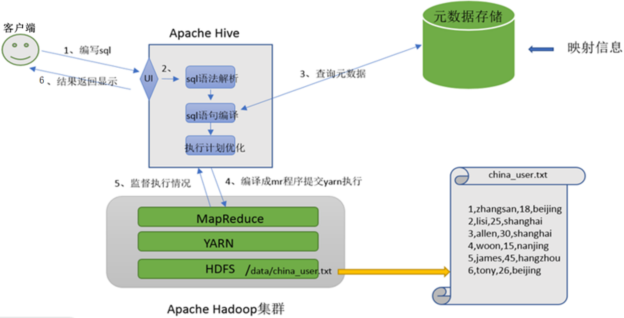 客户端
Apache Hive
元数据存储
映射信息
1、编写sql
6、结果返回显示
UI
2、
sql语法解析
sql语句编译
执行计划优化
3、查询元数据
5、监督执行情况
4、编译成mr程序提交yarn执行
MapReduce
YARN
HDFS /data/china_user.txt
Apache Hadoop集群
china_user.txt
1,zhangsan,18,beijing
2,lisi,25,shanghai
3,allen,30,shanghai
4,woon,15,nanjing
5,james,45,hangzhou
6,tony,26,beijing